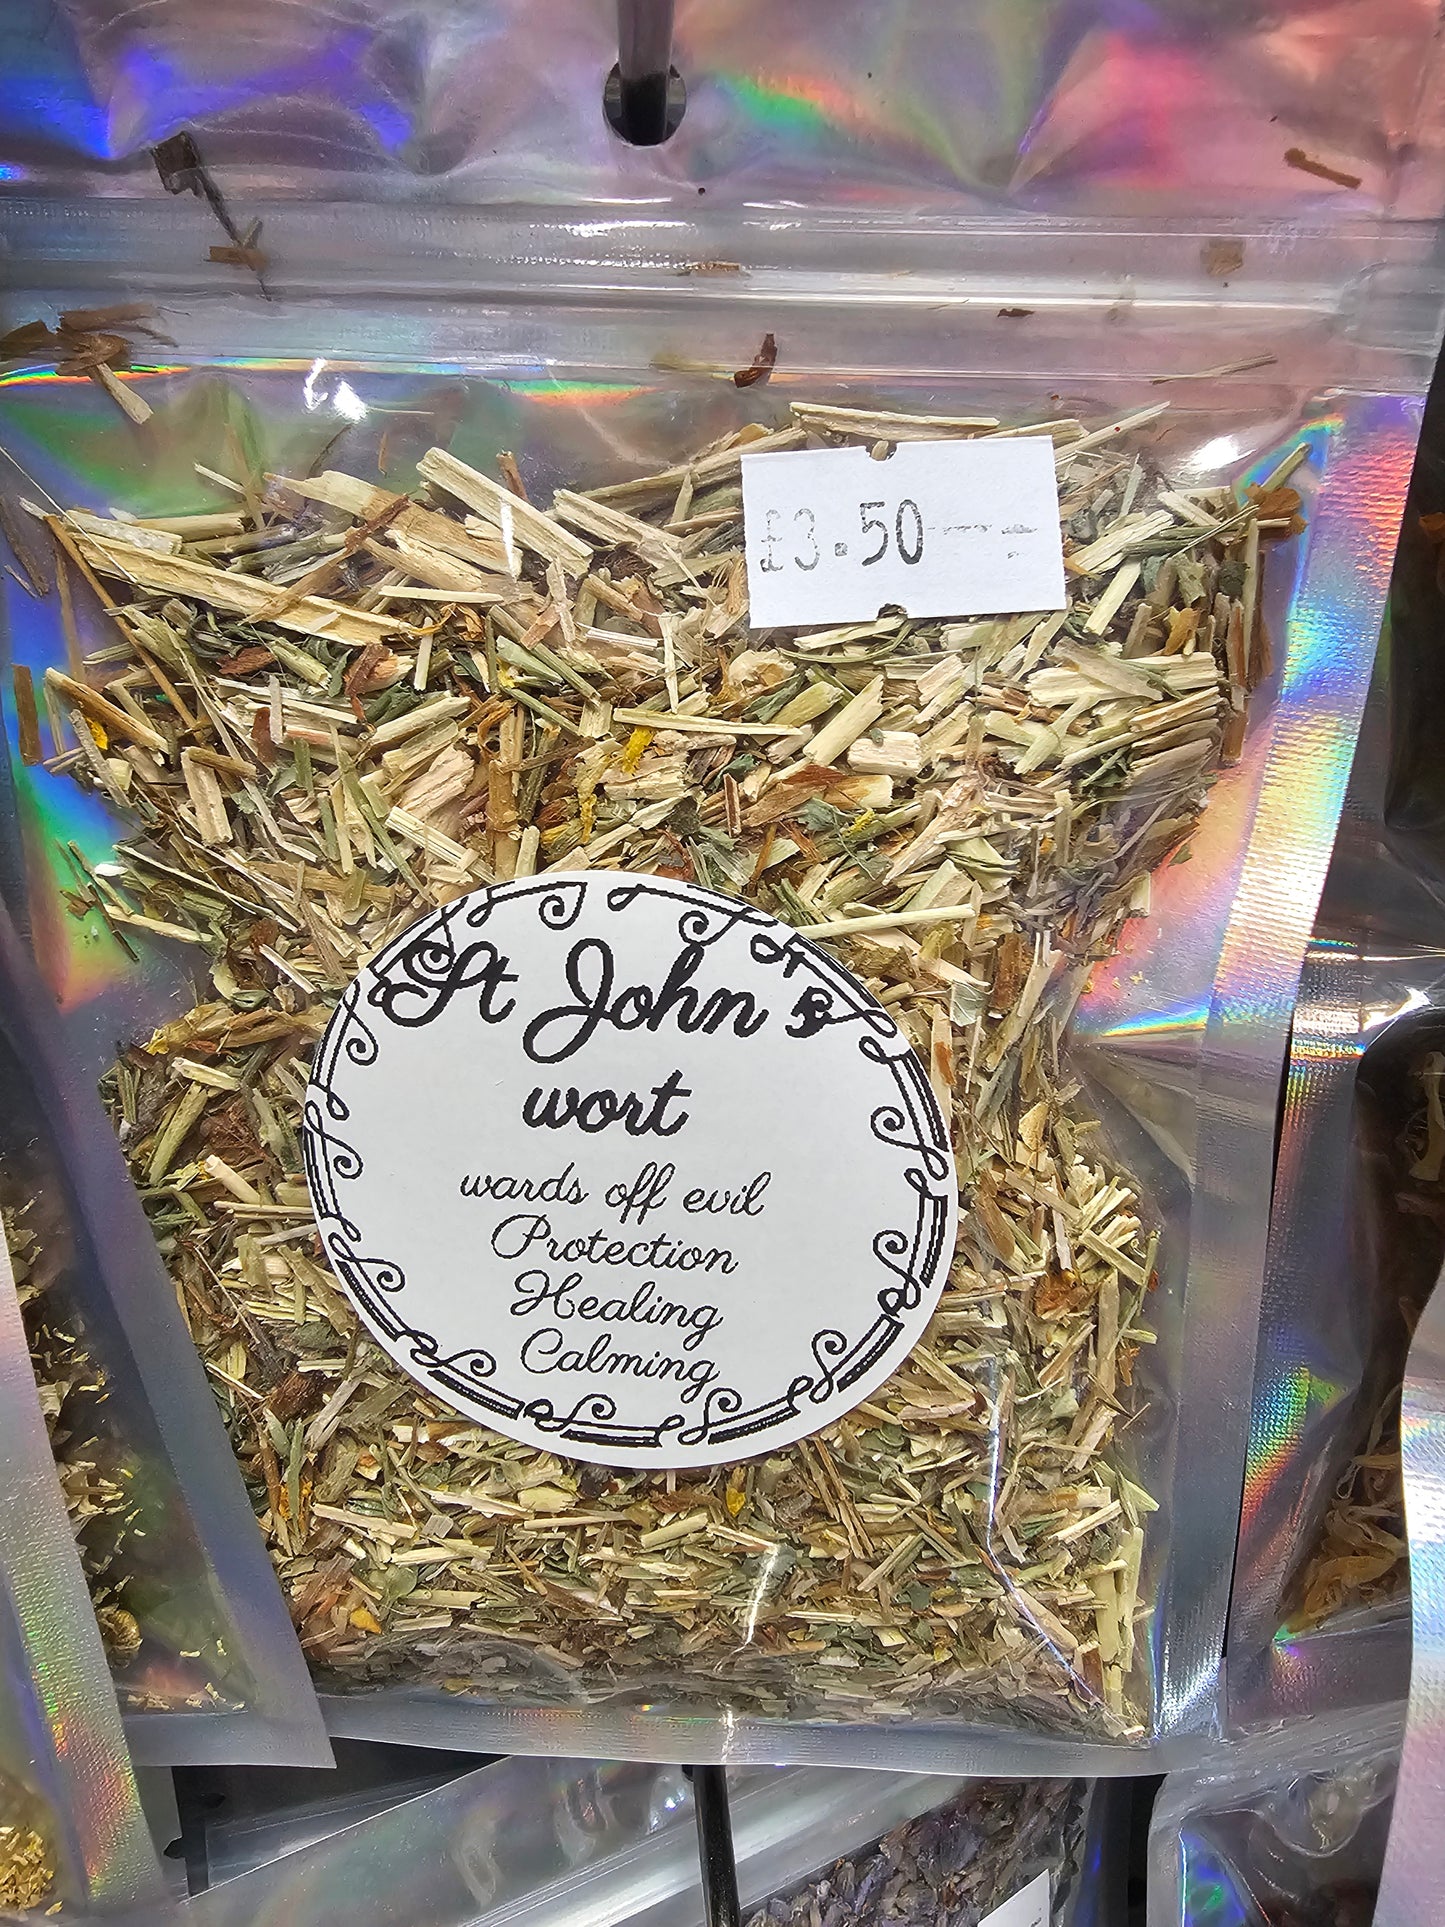 £3.50
St John's
wort
wards off evil
Protection
Healing
Calming